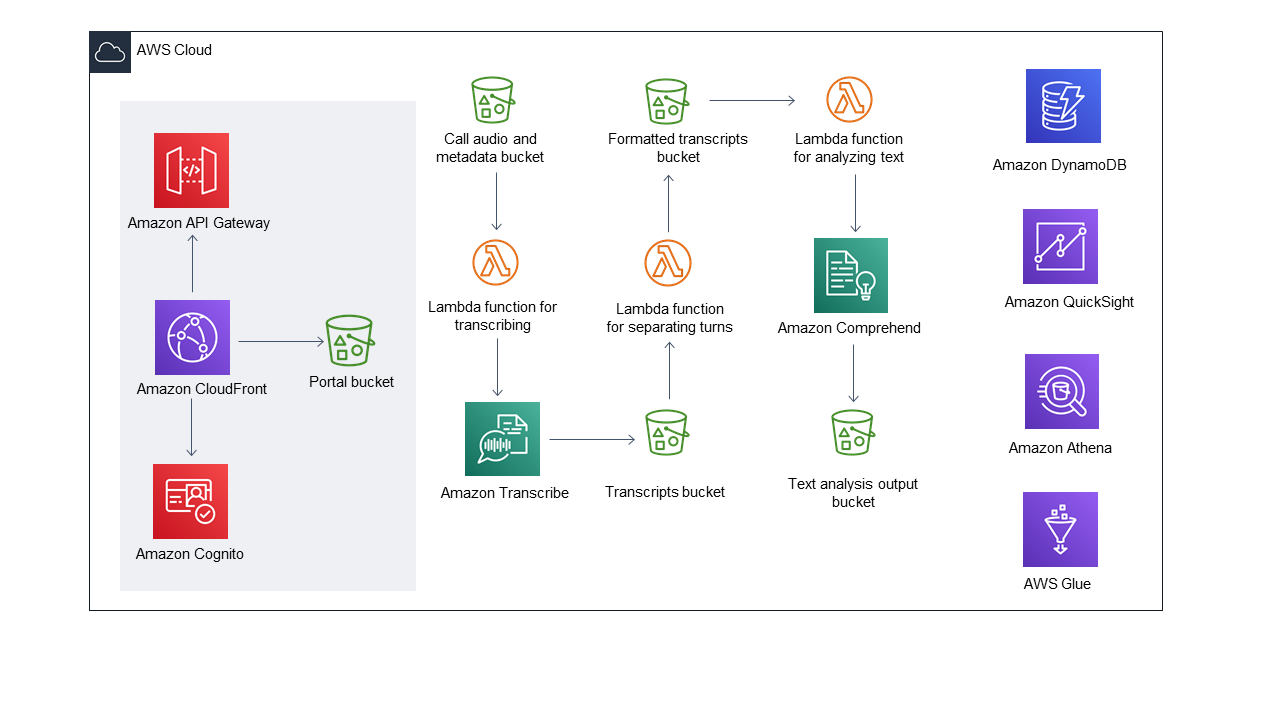 AWS Cloud
Amazon API Gateway
Amazon CloudFront
Portal bucket
Amazon Cognito
Call audio and
metadata bucket
Lambda function for
transcribing
Amazon Transcribe
Formatted transcripts
bucket
Lambda function
for separating turns
Transcripts bucket
Lambda function
for analyzing text
Amazon Comprehend
Text analysis output
bucket
Amazon DynamoDB
Amazon QuickSight
Amazon Athena
AWS Glue